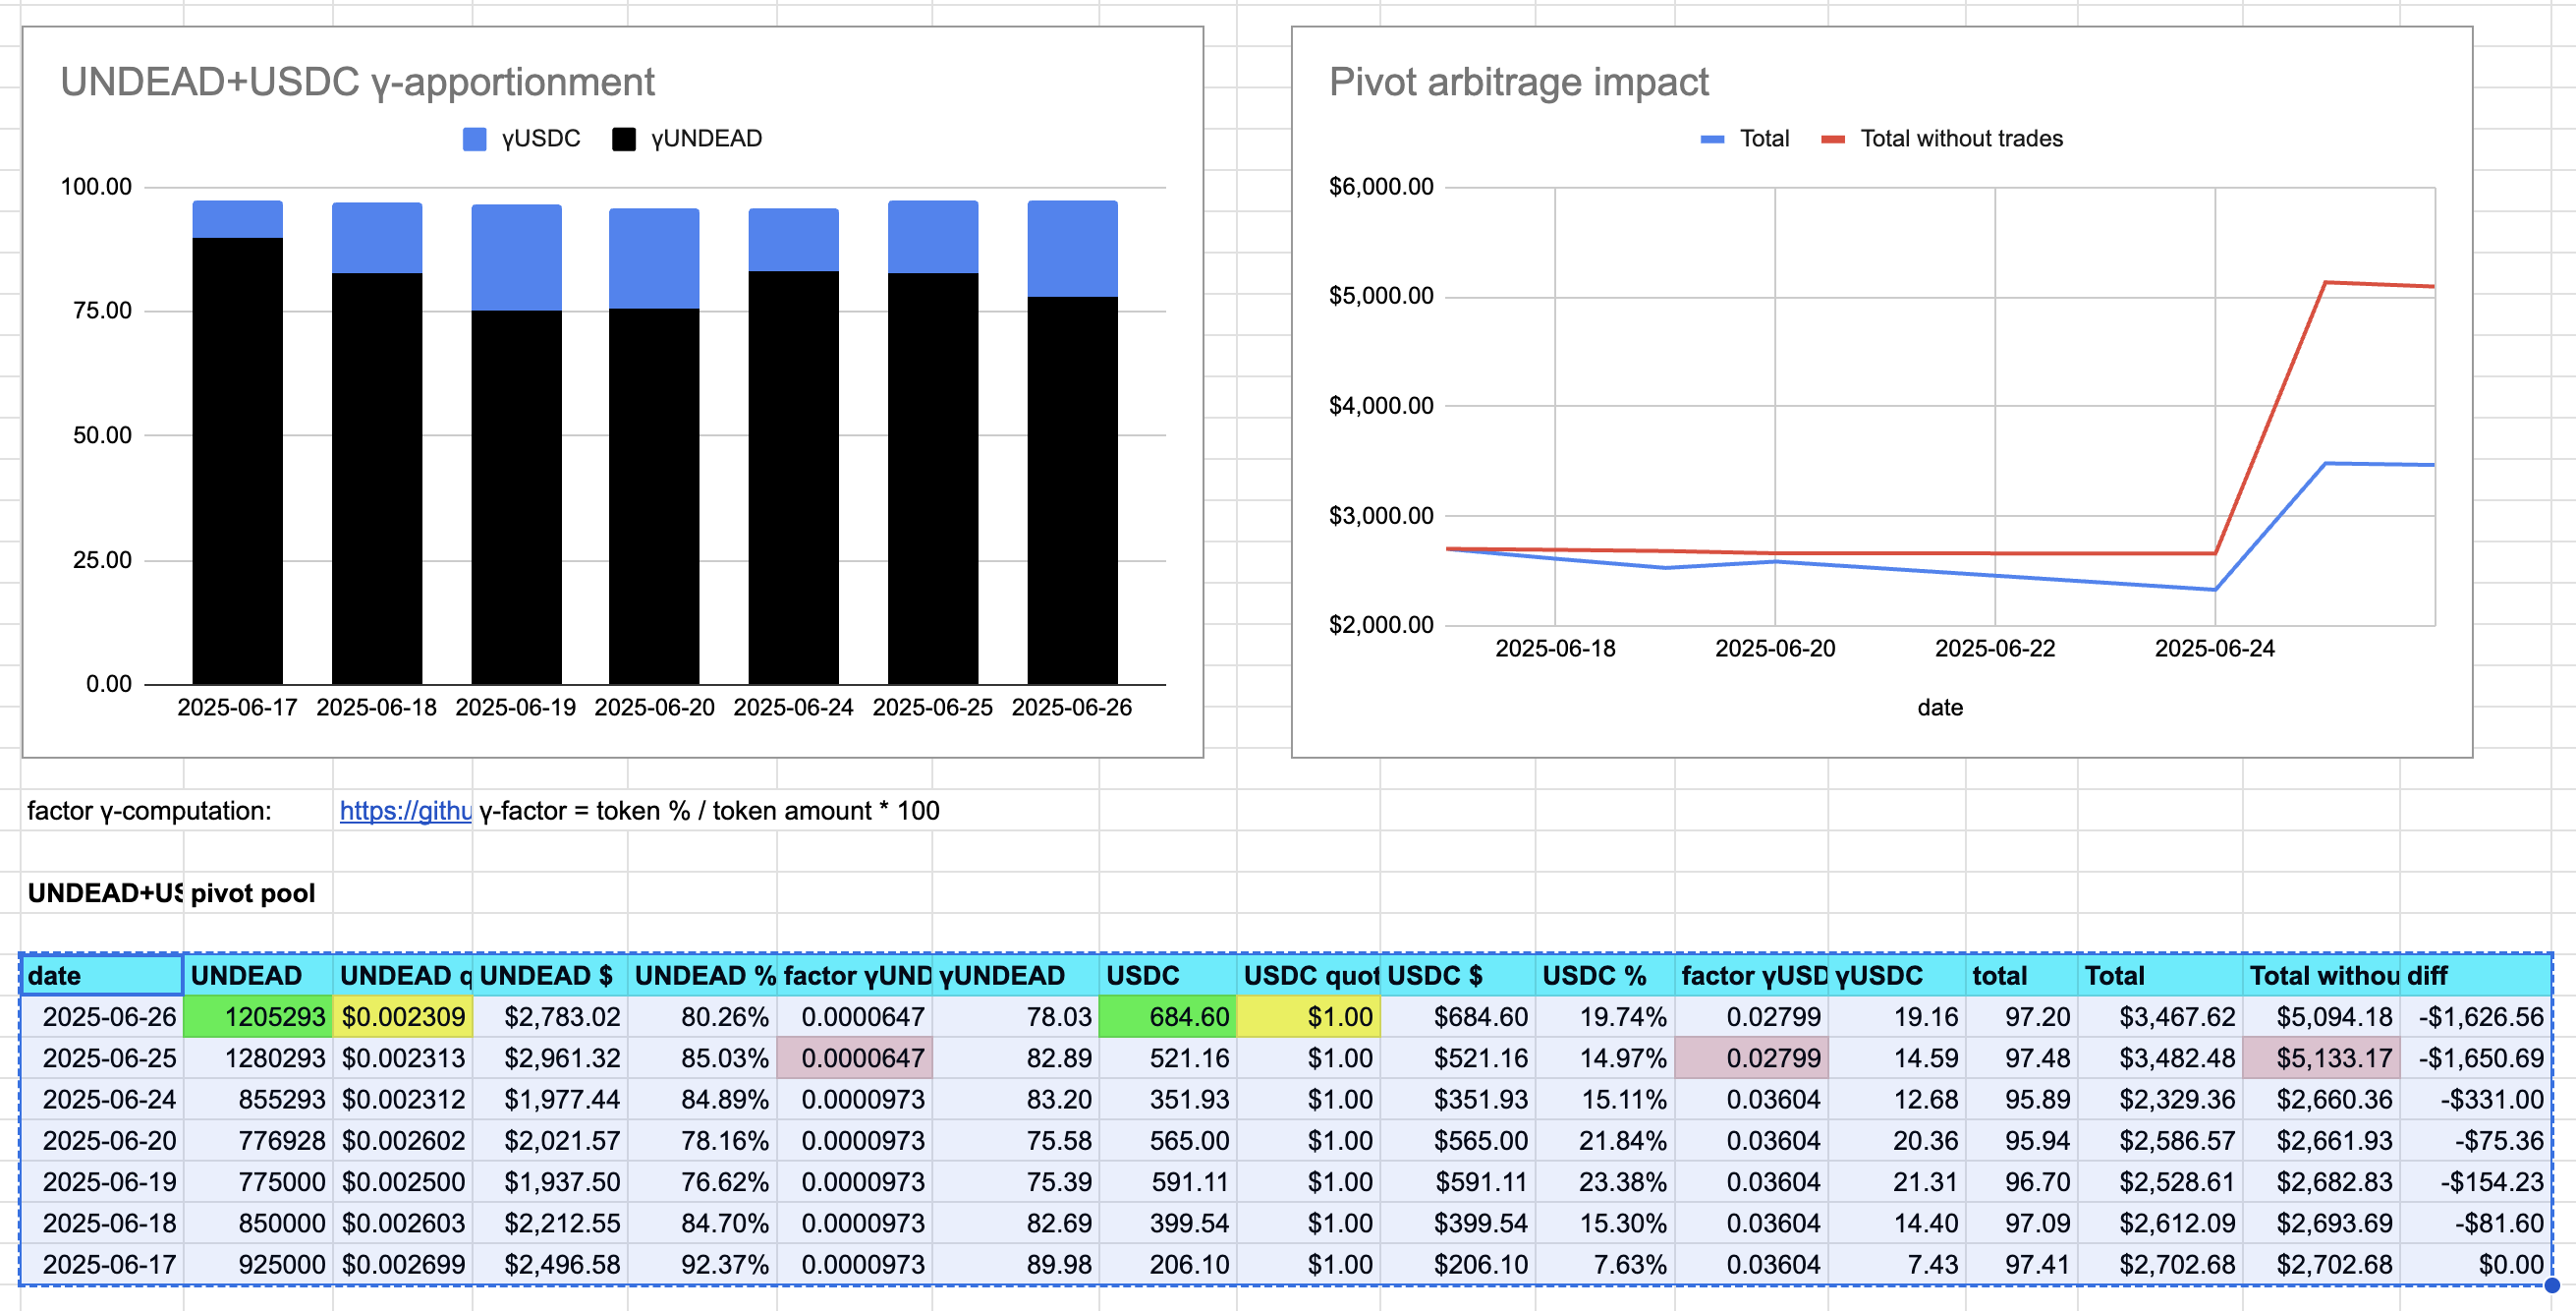 UNDEAD+USDC γ-apportionment
γUSDC γUNDEAD
100.00
75.00
50.00
25.00
0.00
2025-06-17 2025-06-18 2025-06-19 2025-06-20 2025-06-24 2025-06-25 2025-06-26
Pivot arbitrage impact
Total Total without trades
$6,000.00
$5,000.00
$4,000.00
$3,000.00
$2,000.00
2025-06-18 2025-06-20 2025-06-22 2025-06-24
date
factor γ-computation: https://githu γ-factor = token % / token amount * 100
UNDEAD+US pivot pool
date UNDEAD UNDEAD q UNDEAD $ UNDEAD % factor γUND γUNDEAD USDC USDC quot USDC $ USDC % factor γUSD γUSDC total Total Total withou diff
2025-06-26 1205293 $0.002309 $2,783.02 80.26% 0.0000647 78.03 684.60 $1.00 $684.60 19.74% 0.02799 19.16 97.20 $3,467.62 $5,094.18 -$1,626.56
2025-06-25 1280293 $0.002313 $2,961.32 85.03% 0.0000647 82.89 521.16 $1.00 $521.16 14.97% 0.02799 14.59 97.48 $3,482.48 $5,133.17 -$1,650.69
2025-06-24 855293 $0.002312 $1,977.44 84.89% 0.0000973 83.20 351.93 $1.00 $351.93 15.11% 0.03604 12.68 95.89 $2,329.36 $2,660.36 -$331.00
2025-06-20 776928 $0.002602 $2,021.57 78.16% 0.0000973 75.58 565.00 $1.00 $565.00 21.84% 0.03604 20.36 95.94 $2,586.57 $2,661.93 -$75.36
2025-06-19 775000 $0.002500 $1,937.50 76.62% 0.0000973 75.39 591.11 $1.00 $591.11 23.38% 0.03604 21.31 96.70 $2,528.61 $2,682.83 -$154.23
2025-06-18 850000 $0.002603 $2,212.55 84.70% 0.0000973 82.69 399.54 $1.00 $399.54 15.30% 0.03604 14.40 97.09 $2,612.09 $2,693.69 -$81.60
2025-06-17 925000 $0.002699 $2,496.58 92.37% 0.0000973 89.98 206.10 $1.00 $206.10 7.63% 0.03604 7.43 97.41 $2,702.68 $2,702.68 $0.00